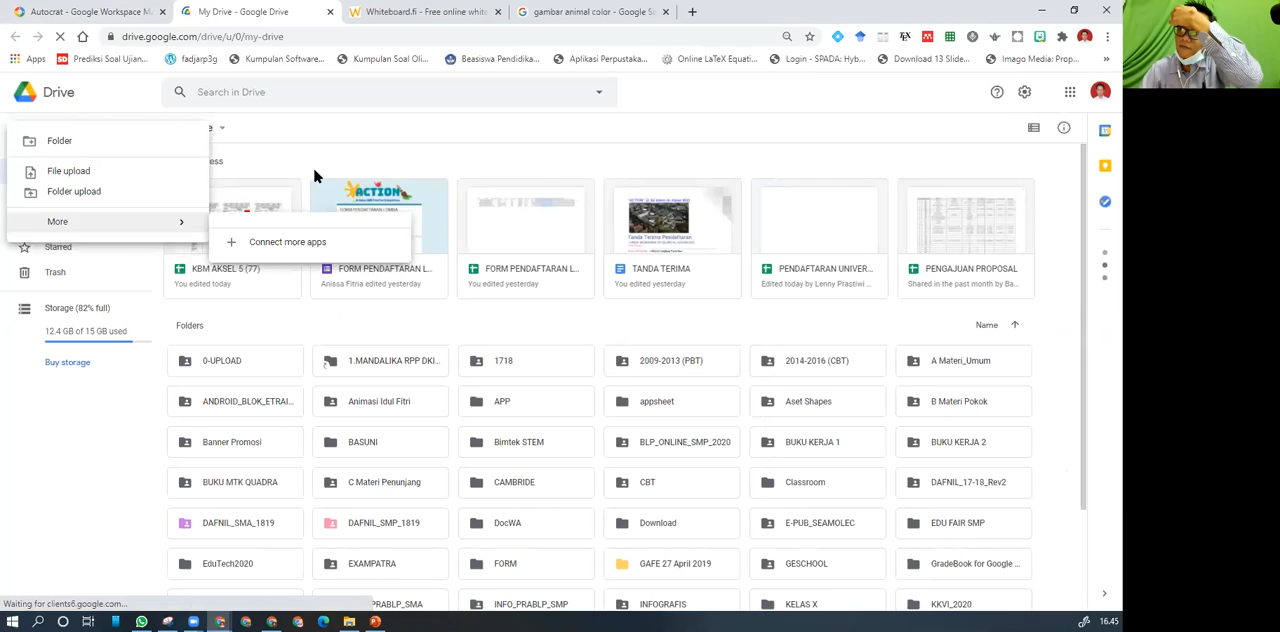 Autocrat - Google Workspace M
My Drive - Google Drive
Whiteboard.fi - Free online white
gambar animal color - Google Se
drive.google.com/drive/u/0/my-drive
Apps
Prediksi Soal Ujian...
fadjarp3g
Kumpulan Software...
Kumpulan Soal Oli...
Beasiswa Pendidika...
Aplikasi Perpustaka...
Online LaTeX Equati...
Login - SPADA: Hyb...
Download 13 Slide...
Imago Media: Prop...
Drive
Search in Drive
Folder
File upload
Folder upload
More
Connect more apps
Starred
Trash
Storage (82% full)
12.4 GB of 15 GB used
Buy storage
ess
KBM AKSEL 5 (77)
You edited today
ACTION
FORM PENDAFTARAN LOMBA
FORM PENDAFTARAN L...
Anissa Fitria edited yesterday
FORM PENDAFTARAN L...
You edited yesterday
Tanda Terima Pendaftaran
TANDA TERIMA
You edited yesterday
PENDAFTARAN UNIVER...
Edited today by Lenny Prastiwi ...
PENGAJUAN PROPOSAL
Shared in the past month by Ba...
Folders
Name
0-UPLOAD
1.MANDALIKA RPP DKI...
1718
2009-2013 (PBT)
2014-2016 (CBT)
A Materi_Umum
ANDROID_BLOK_ETRAI...
Animasi Idul Fitri
APP
appsheet
Aset Shapes
B Materi Pokok
Banner Promosi
BASUNI
Bimtek STEM
BLP_ONLINE_SMP_2020
BUKU KERJA 1
BUKU KERJA 2
BUKU MTK QUADRA
C Materi Penunjang
CAMBRIDE
CBT
Classroom
DAFNIL_17-18_Rev2
DAFNIL_SMA_1819
DAFNIL_SMP_1819
DocWA
Download
E-PUB_SEAMOLEC
EDU FAIR SMP
EduTech2020
EXAMPATRA
FORM
GAFE 27 April 2019
GESCHOOL
GradeBook for Google ...
PRABLP_SMA
INFO_PRABLP_SMP
INFOGRAFIS
KELAS X
KKVI_2020
Waiting for clients6.google.com...
16.45